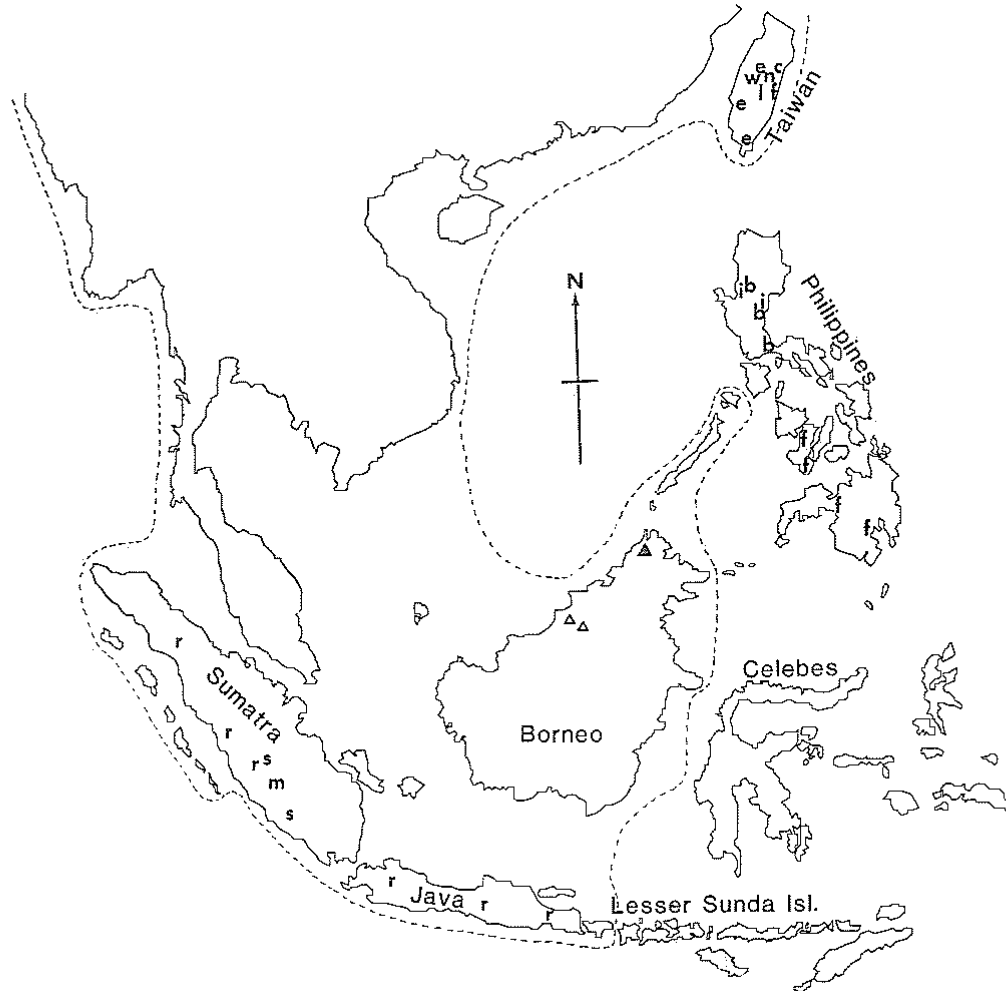 e c
w n
l f
e
e
Taiwan
N
b
i i
b
b
Philippines
f
f
f
f
r
Sumatra
r
s
r
m
s
Borneo
Celebes
r
Java r
r
Lesser Sunda Isl.